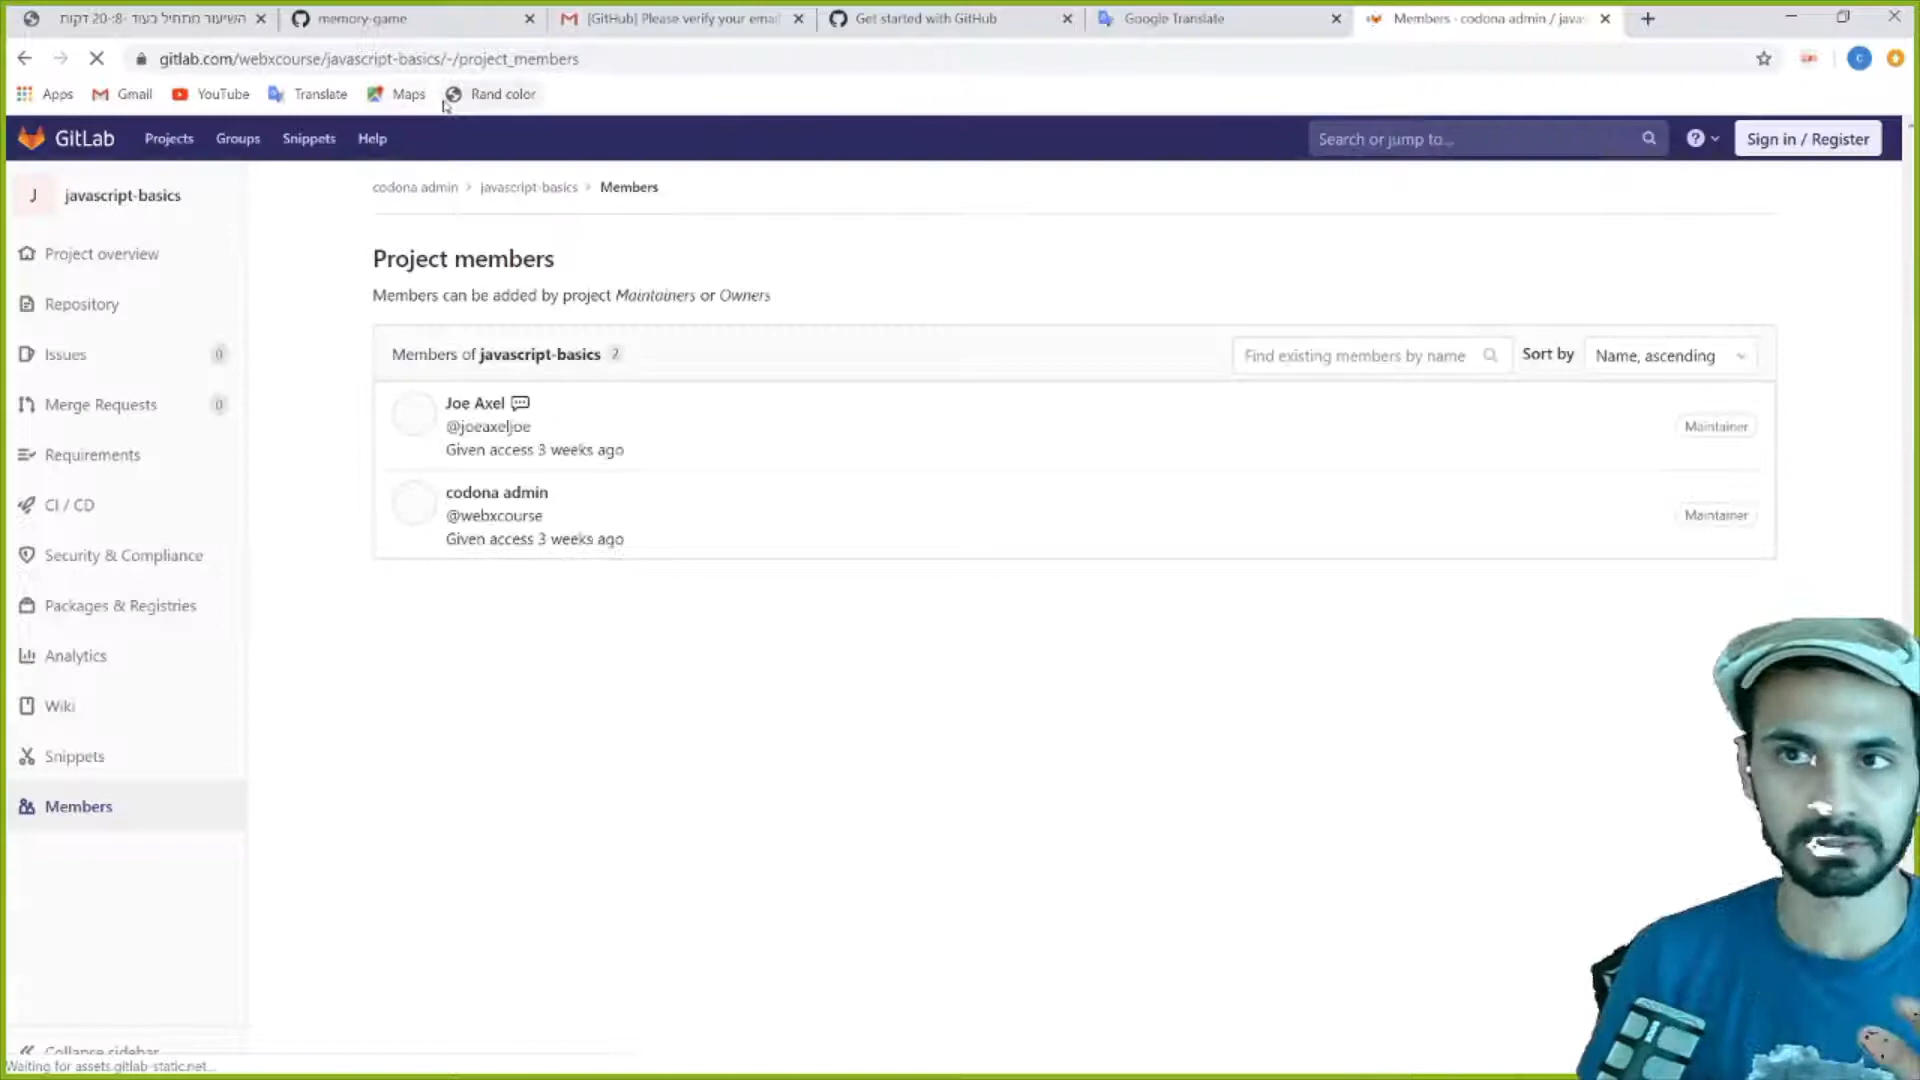 השיעור מתחיל בעוד 8:-20 דקות
memory-game
[GitHub] Please verify your emai
Get started with GitHub
Google Translate
Members · codona admin / java
gitlab.com/webxcourse/javascript-basics/-/project_members
C
Apps
Gmail
YouTube
Translate
Maps
Rand color
GitLab
Projects
Groups
Snippets
Help
Search or jump to...
Sign in / Register
J
javascript-basics
Project overview
Repository
Issues 0
Merge Requests 0
Requirements
CI / CD
Security & Compliance
Packages & Registries
Analytics
Wiki
Snippets
Members
Collapse sidebar
Waiting for assets.gitlab-static.net...
codona admin > javascript-basics > Members
Project members
Members can be added by project Maintainers or Owners
Members of javascript-basics 2
Find existing members by name
Sort by
Name, ascending
Joe Axel
@joeaxeljoe
Given access 3 weeks ago
Maintainer
codona admin
@webxcourse
Given access 3 weeks ago
Maintainer